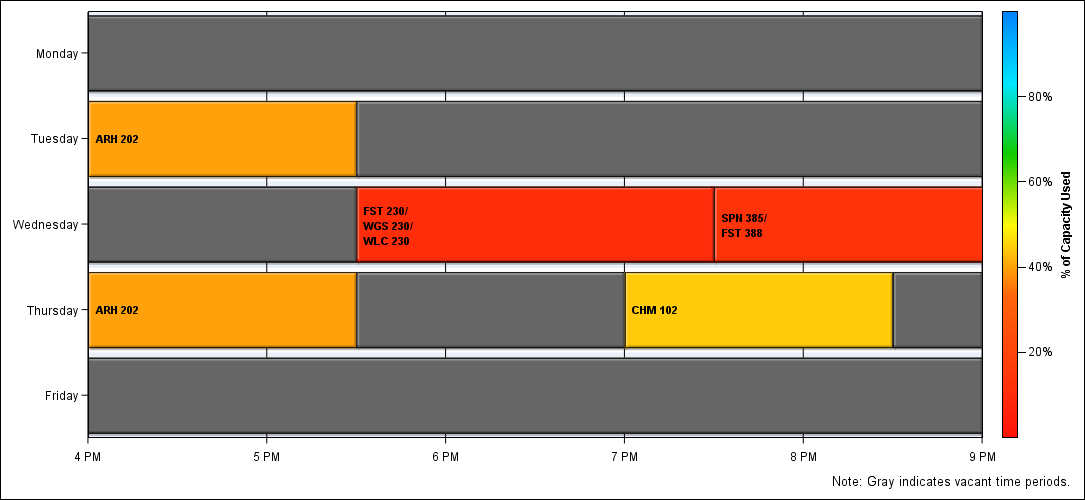 Monday
Tuesday
ARH 202
Wednesday
FST 230/
WGS 230/
WLC 230
SPN 385/
FST 388
Thursday
ARH 202
CHM 102
Friday
4 PM
5 PM
6 PM
7 PM
8 PM
9 PM
80%
60%
40%
20%
% of Capacity Used
Note: Gray indicates vacant time periods.